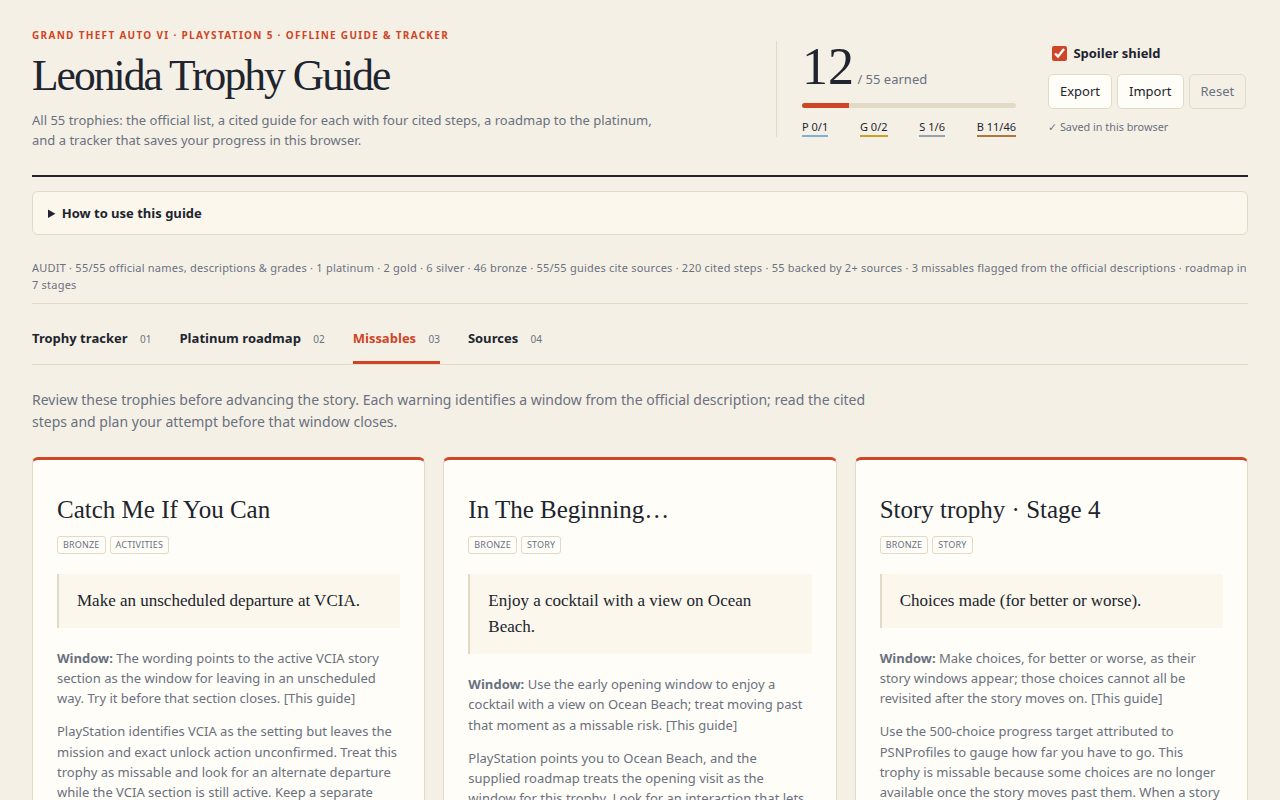 GRAND THEFT AUTO VI · PLAYSTATION 5 · OFFLINE GUIDE & TRACKER
Leonida Trophy Guide
All 55 trophies: the official list, a cited guide for each with four cited steps, a roadmap to the platinum,
and a tracker that saves your progress in this browser.
12 / 55 earned
P 0/1 G 0/2 S 1/6 B 11/46
Spoiler shield
Export Import Reset
✓ Saved in this browser
▶ How to use this guide
AUDIT · 55/55 official names, descriptions & grades · 1 platinum · 2 gold · 6 silver · 46 bronze · 55/55 guides cite sources · 220 cited steps · 55 backed by 2+ sources · 3 missables flagged from the official descriptions · roadmap in
7 stages
Trophy tracker 01 Platinum roadmap 02 Missables 03 Sources 04
Review these trophies before advancing the story. Each warning identifies a window from the official description; read the cited
steps and plan your attempt before that window closes.
Catch Me If You Can
BRONZE ACTIVITIES
Make an unscheduled departure at VCIA.
Window: The wording points to the active VCIA story
section as the window for leaving in an unscheduled
way. Try it before that section closes. [This guide]
PlayStation identifies VCIA as the setting but leaves the
mission and exact unlock action unconfirmed. Treat this
trophy as missable and look for an alternate departure
while the VCIA section is still active. Keep a separate
In The Beginning…
BRONZE STORY
Enjoy a cocktail with a view on Ocean
Beach.
Window: Use the early opening window to enjoy a
cocktail with a view on Ocean Beach; treat moving past
that moment as a missable risk. [This guide]
PlayStation points you to Ocean Beach, and the
supplied roadmap treats the opening visit as the
window for this trophy. Look for an interaction that lets
Story trophy · Stage 4
BRONZE STORY
Choices made (for better or worse).
Window: Make choices, for better or worse, as their
story windows appear; those choices cannot all be
revisited after the story moves on. [This guide]
Use the 500-choice progress target attributed to
PSNProfiles to gauge how far you have to go. This
trophy is missable because some choices are no longer
available once the story moves past them. When a story